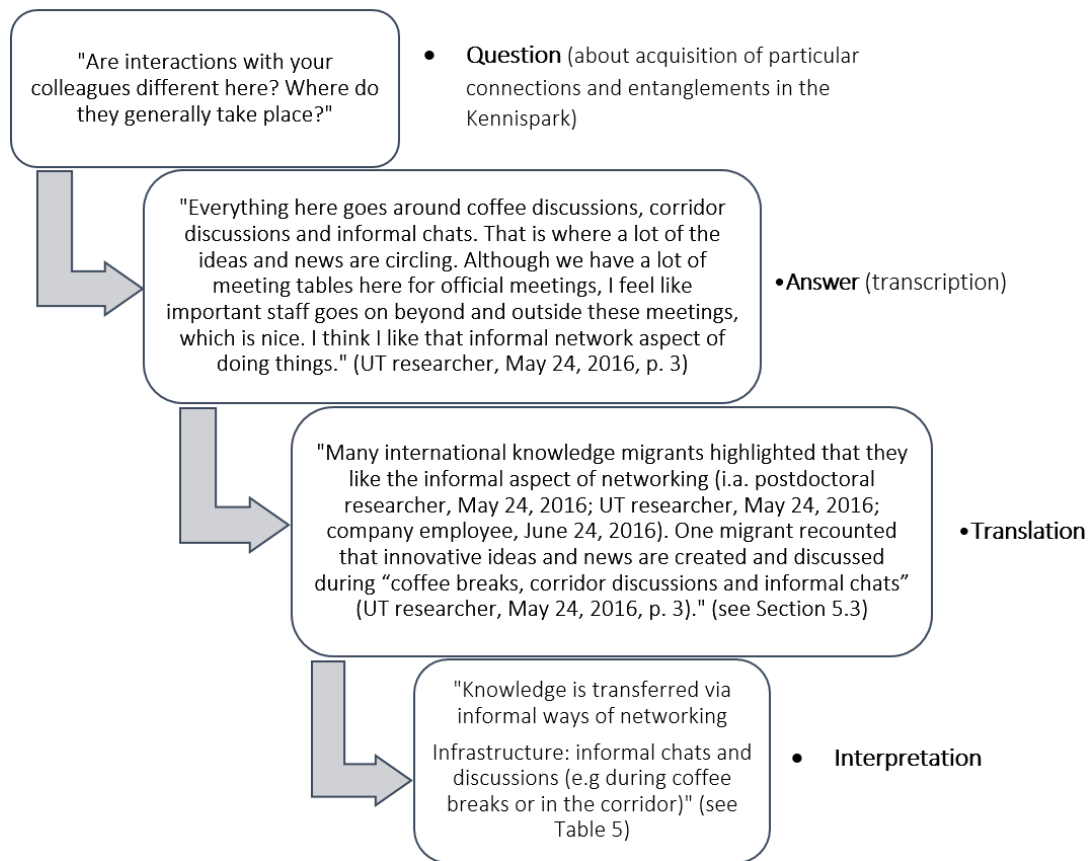 "Are interactions with your
colleagues different here? Where do
they generally take place?"
• Question (about acquisition of particular
connections and entanglements in the
Kennispark)
"Everything here goes around coffee discussions, corridor
discussions and informal chats. That is where a lot of the
ideas and news are circling. Although we have a lot of
meeting tables here for official meetings, I feel like
important staff goes on beyond and outside these meetings,
which is nice. I think I like that informal network aspect of
doing things." (UT researcher, May 24, 2016, p. 3)
•Answer (transcription)
"Many international knowledge migrants highlighted that they
like the informal aspect of networking (i.a. postdoctoral
researcher, May 24, 2016; UT researcher, May 24, 2016;
company employee, June 24, 2016). One migrant recounted
that innovative ideas and news are created and discussed
during “coffee breaks, corridor discussions and informal chats”
(UT researcher, May 24, 2016, p. 3)." (see Section 5.3)
•Translation
"Knowledge is transferred via
informal ways of networking
Infrastructure: informal chats and
discussions (e.g during coffee
breaks or in the corridor)" (see
Table 5)
• Interpretation